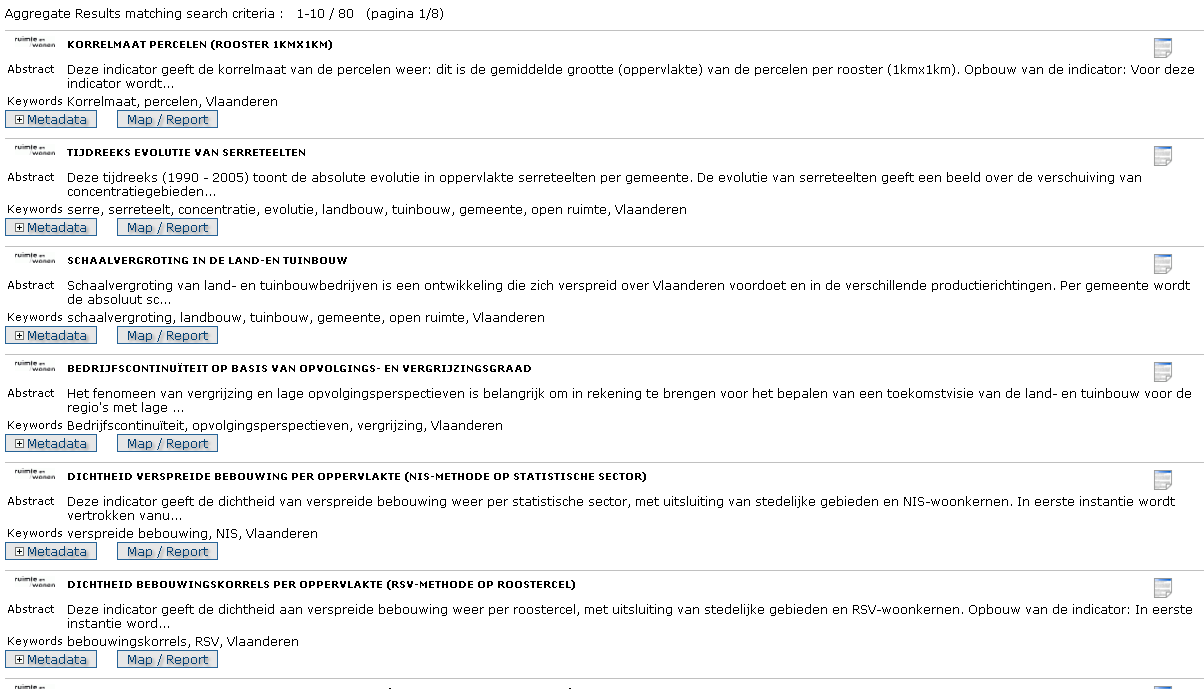 Aggregate Results matching search criteria : 1-10 / 80 (pagina 1/8)
ruimte en
wonen
KORRELMAAT PERCELEN (ROOSTER 1KMX1KM)
Abstract Deze indicator geeft de korrelmaat van de percelen weer: dit is de gemiddelde grootte (oppervlakte) van de percelen per rooster (1kmx1km). Opbouw van de indicator: Voor deze
indicator wordt...
Keywords Korrelmaat, percelen, Vlaanderen
Metadata Map / Report
ruimte en
wonen
TIJDREEKS EVOLUTIE VAN SERRETEELTEN
Abstract Deze tijdreeks (1990 - 2005) toont de absolute evolutie in oppervlakte serreteelten per gemeente. De evolutie van serreteelten geeft een beeld over de verschuiving van
concentratiegebieden...
Keywords serre, serreteelt, concentratie, evolutie, landbouw, tuinbouw, gemeente, open ruimte, Vlaanderen
Metadata Map / Report
ruimte en
wonen
SCHAALVERGROTING IN DE LAND-EN TUINBOUW
Abstract Schaalvergroting van land- en tuinbouwbedrijven is een ontwikkeling die zich verspreid over Vlaanderen voordoet en in de verschillende productierichtingen. Per gemeente wordt
de absoluut sc...
Keywords schaalvergroting, landbouw, tuinbouw, gemeente, open ruimte, Vlaanderen
Metadata Map / Report
ruimte en
wonen
BEDRIJFSCONTINUÏTEIT OP BASIS VAN OPVOLGINGS- EN VERGRIJZINGSGRAAD
Abstract Het fenomeen van vergrijzing en lage opvolgingsperspectieven is belangrijk om in rekening te brengen voor het bepalen van een toekomstvisie van de land- en tuinbouw voor de
regio's met lage ...
Keywords Bedrijfscontinuïteit, opvolgingsperspectieven, vergrijzing, Vlaanderen
Metadata Map / Report
ruimte en
wonen
DICHTHEID VERSPREIDE BEBOUWING PER OPPERVLAKTE (NIS-METHODE OP STATISTISCHE SECTOR)
Abstract Deze indicator geeft de dichtheid van verspreide bebouwing weer per statistische sector, met uitsluiting van stedelijke gebieden en NIS-woonkernen. In eerste instantie wordt
vertrokken vanu...
Keywords verspreide bebouwing, NIS, Vlaanderen
Metadata Map / Report
ruimte en
wonen
DICHTHEID BEBOUWINGSKORRELS PER OPPERVLAKTE (RSV-METHODE OP ROOSTERCEL)
Abstract Deze indicator geeft de dichtheid aan verspreide bebouwing weer per roostercel, met uitsluiting van stedelijke gebieden en RSV-woonkernen. Opbouw van de indicator: In eerste
instantie word...
Keywords bebouwingskorrels, RSV, Vlaanderen
Metadata Map / Report
ruimte en